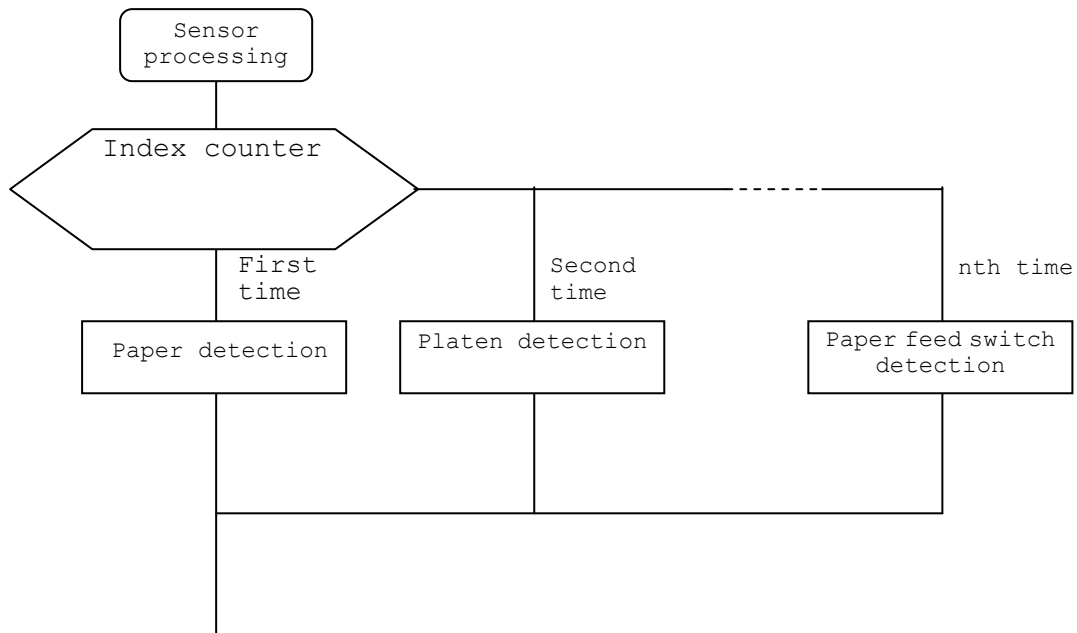 Sensor
processing
Index counter
First
time
Second
time
nth time
Paper detection
Platen detection
Paper feed switch
detection